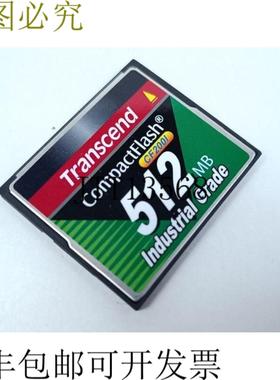 图必究
Transcend
CompactFlash®
CF200I
512MB
Industrial Grade
丰包邮可开发票